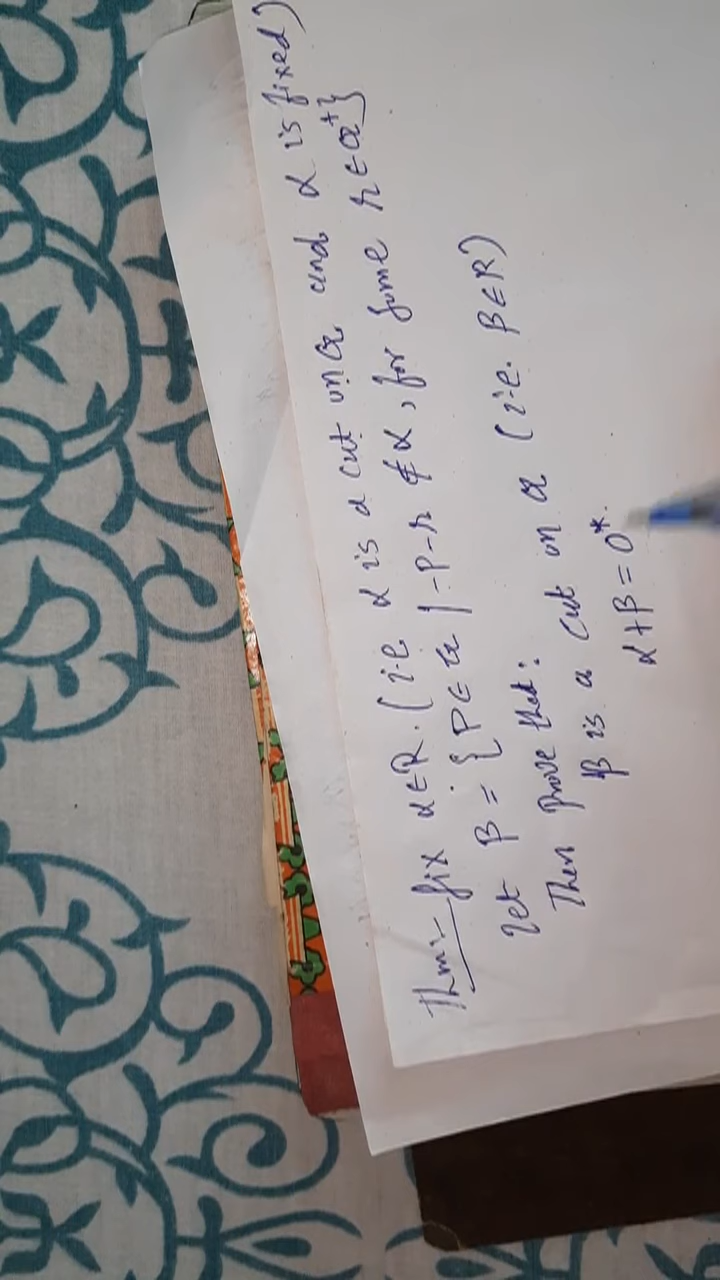 Thm:- fix α∈R. (i.e α is a cut on Q and α is fixed)
Let β = {P∈Q | -P-r ∉ α, for some r∈Q⁺}
Then prove that:
β is a cut on Q (i.e. β∈R)
α+β = 0*.